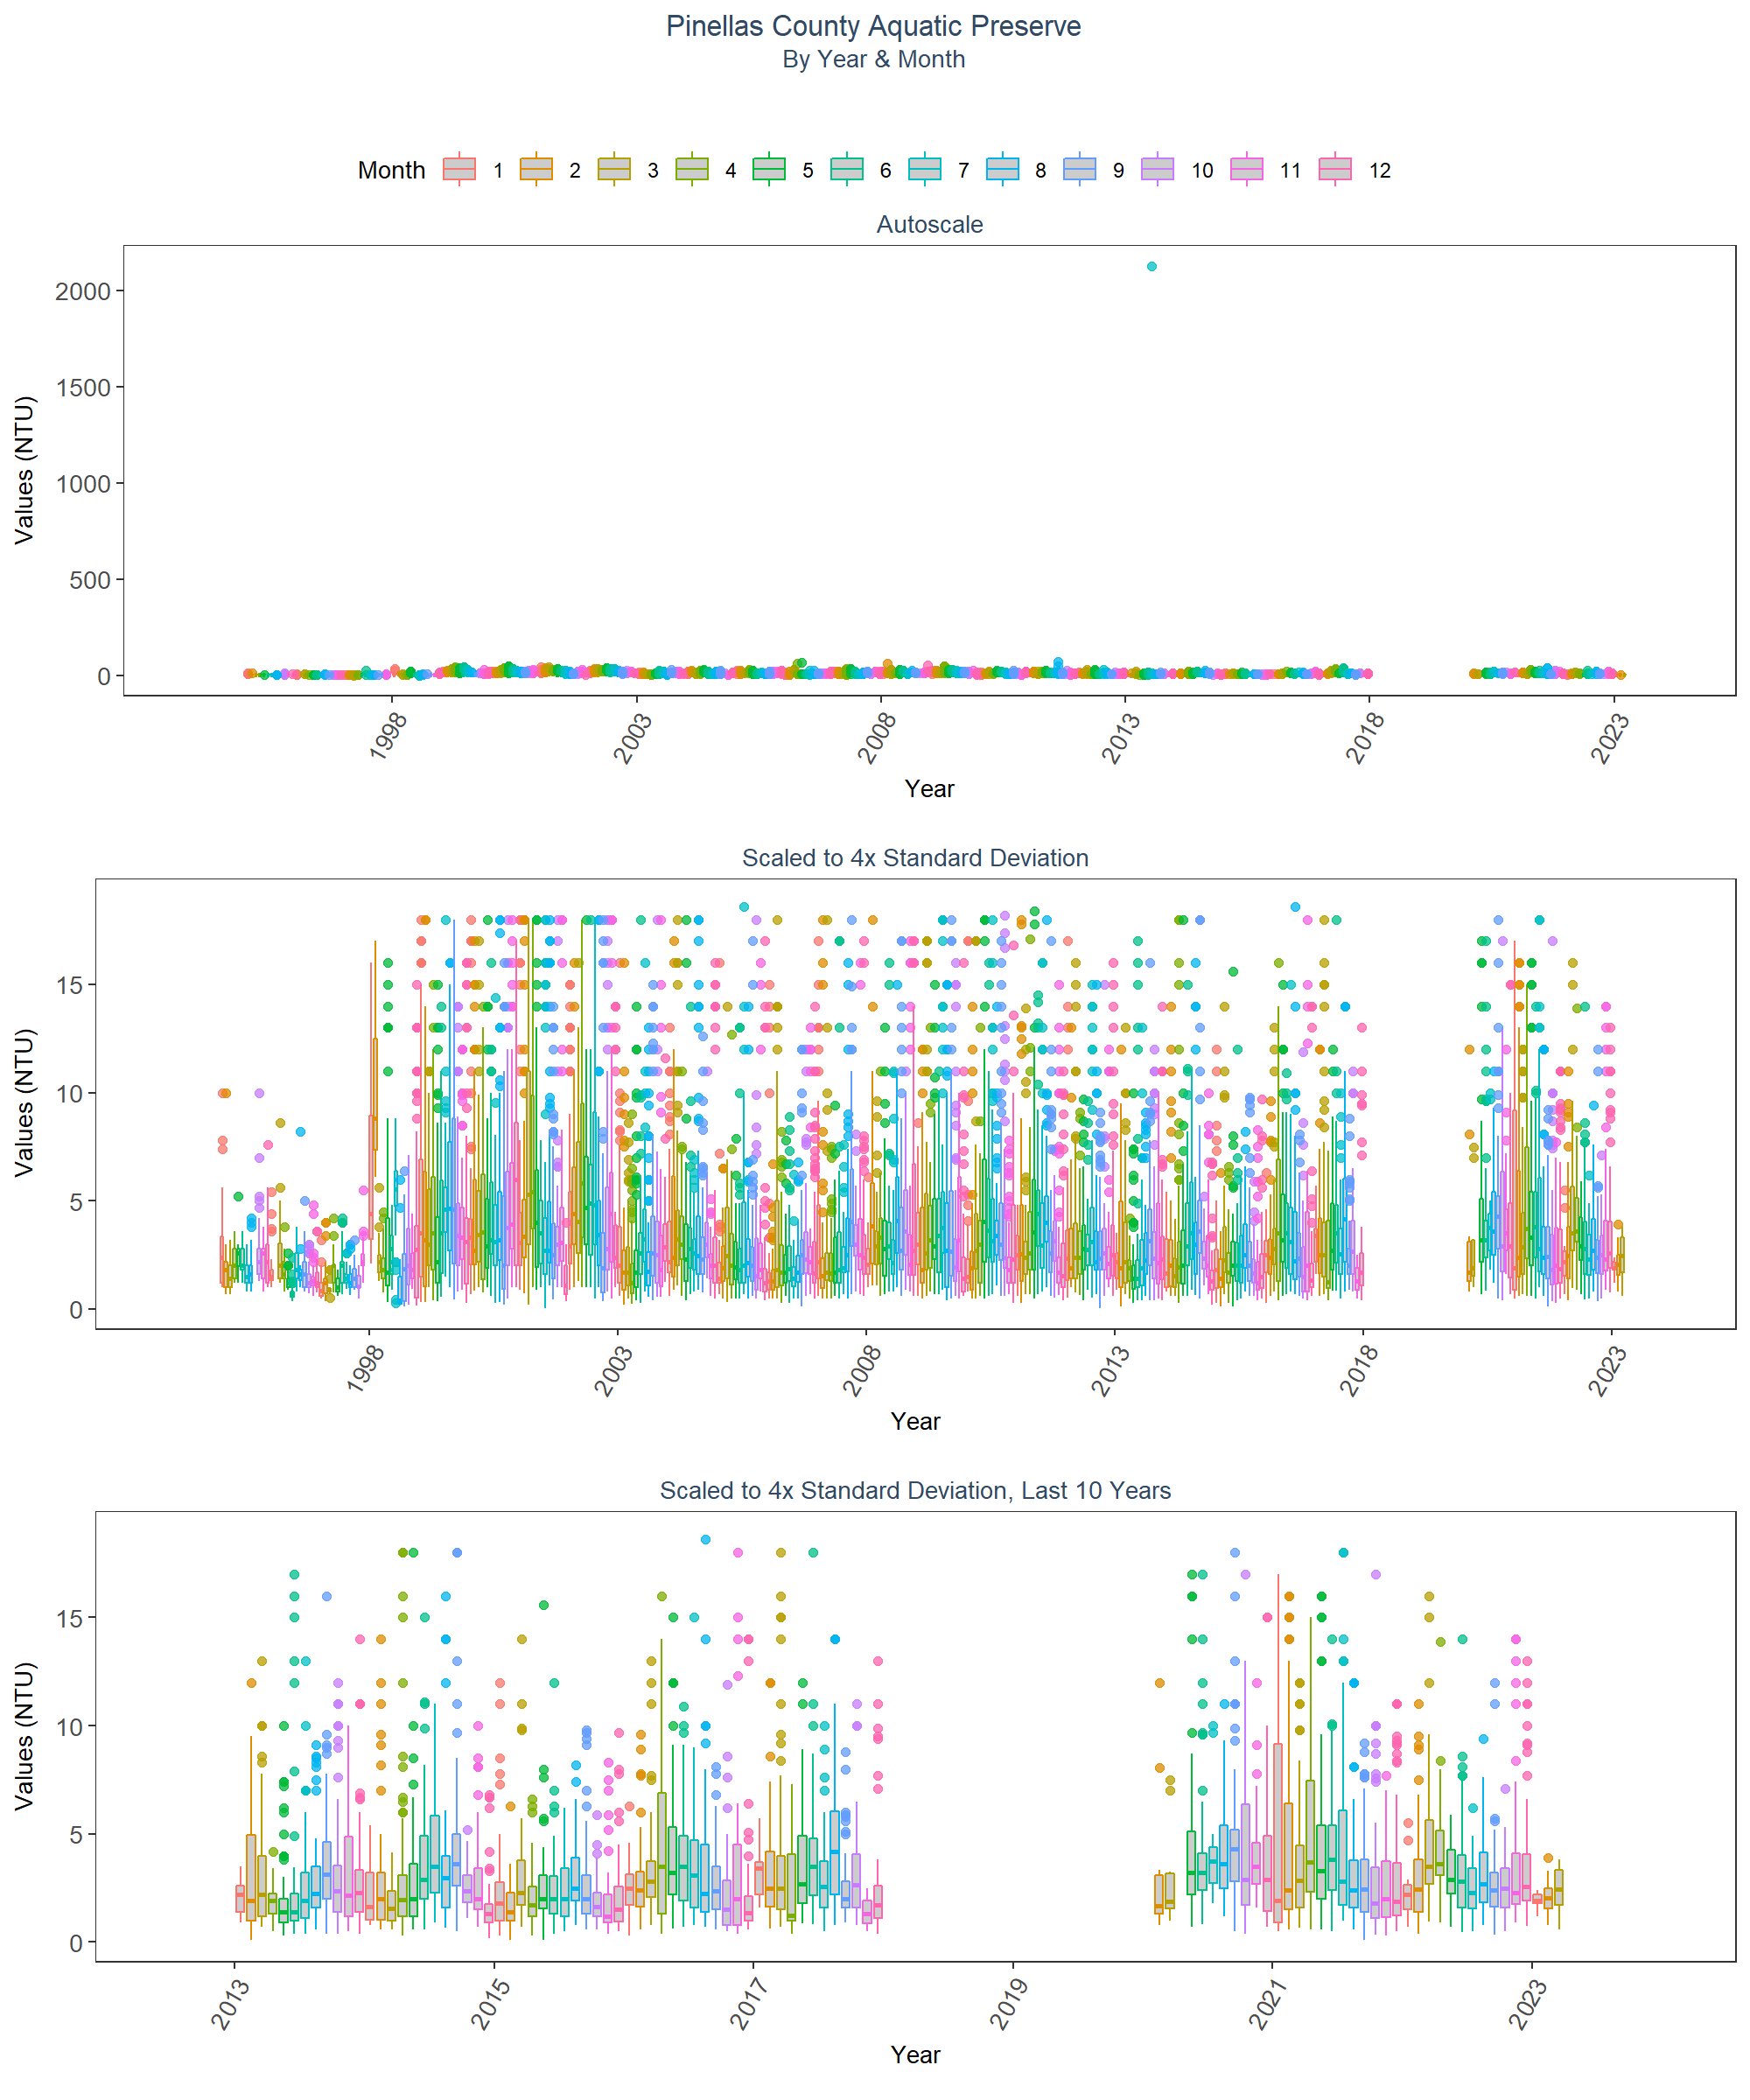 Pinellas County Aquatic Preserve
By Year & Month
Month 1 2 3 4 5 6 7 8 9 10 11 12
Autoscale
2000
1500
1000
500
0
Values (NTU)
1998 2003 2008 2013 2018 2023
Year
Scaled to 4x Standard Deviation
15
10
5
0
Values (NTU)
1998 2003 2008 2013 2018 2023
Year
Scaled to 4x Standard Deviation, Last 10 Years
15
10
5
0
Values (NTU)
2013 2015 2017 2019 2021 2023
Year